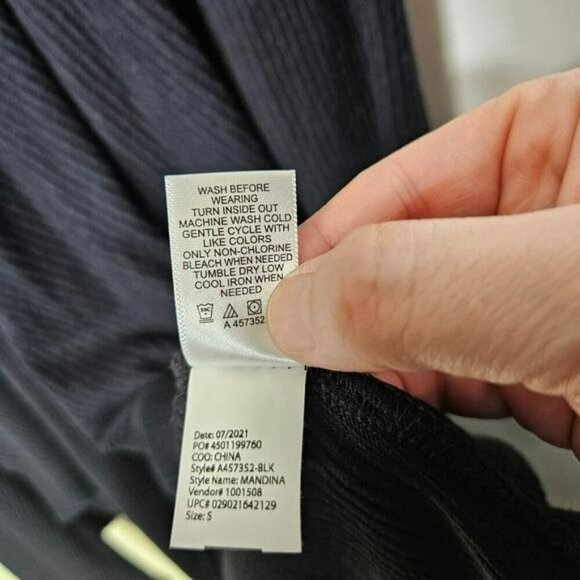 WASH BEFORE
WEARING
TURN INSIDE OUT
MACHINE WASH COLD
GENTLE CYCLE WITH
LIKE COLORS
ONLY NON-CHLORINE
BLEACH WHEN NEEDED
TUMBLE DRY LOW
COOL IRON WHEN
NEEDED
A 457352
Date: 07/2021
PO# 4501199760
COO: CHINA
Style# A457352-BLK
Style Name: MANDINA
Vendor# 1001508
UPC# 029021642129
Size: S